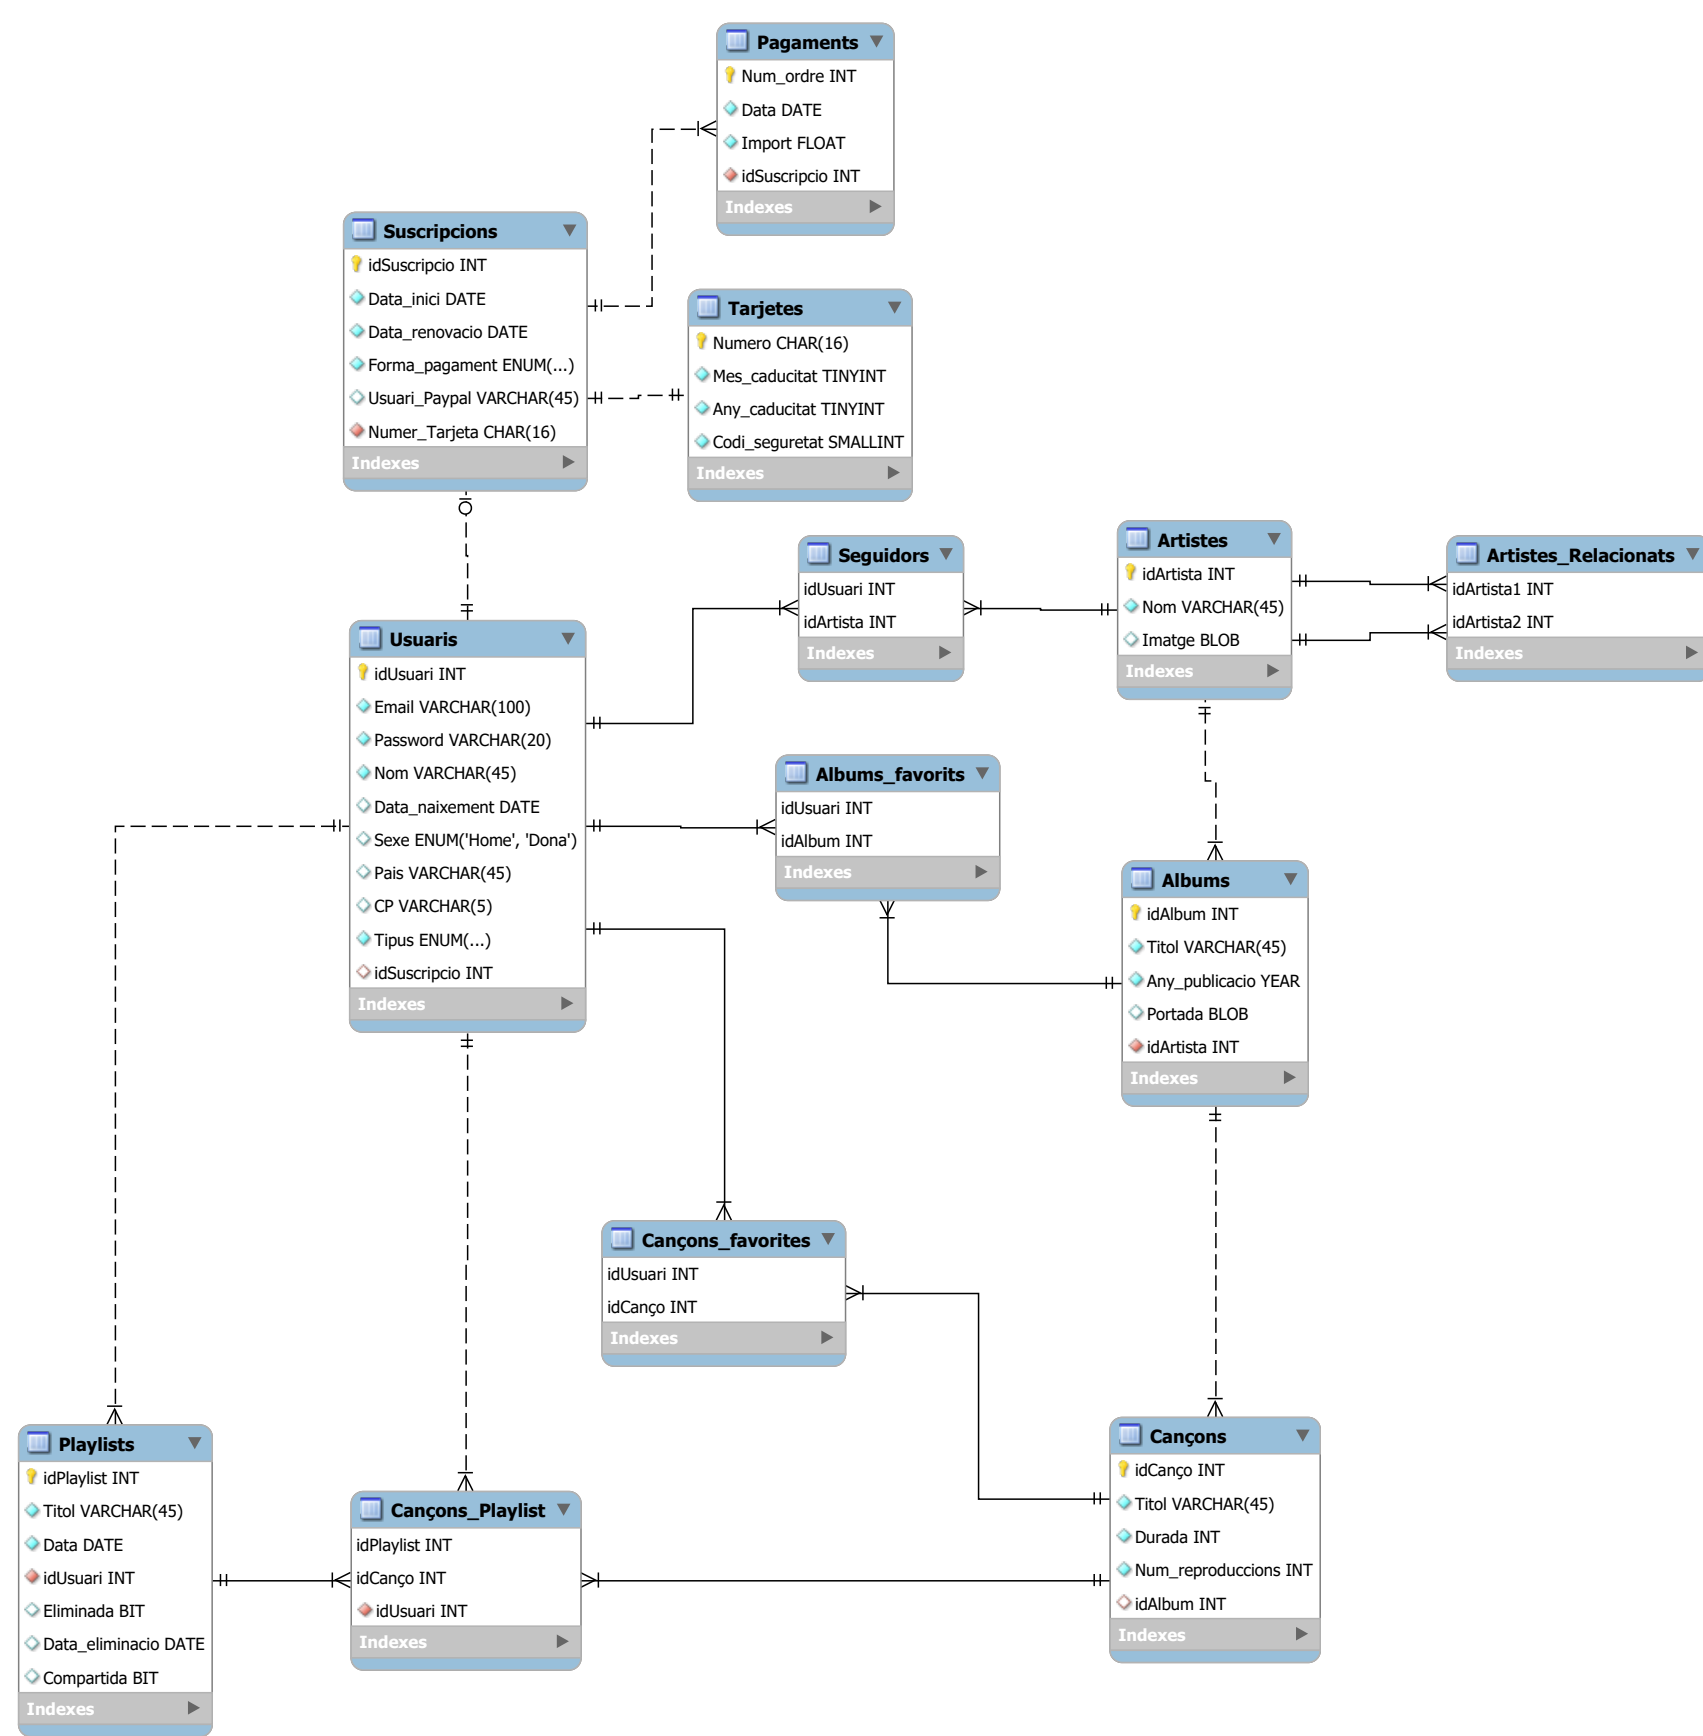 Pagaments
Num_ordre INT
Data DATE
Import FLOAT
idSuscripcio INT
Indexes
Suscripcions
idSuscripcio INT
Data_inici DATE
Data_renovacio DATE
Forma_pagament ENUM(...)
Usuari_Paypal VARCHAR(45)
Numer_Tarjeta CHAR(16)
Indexes
Tarjetes
Numero CHAR(16)
Mes_caducitat TINYINT
Any_caducitat TINYINT
Codi_seguretat SMALLINT
Indexes
Seguidors
idUsuari INT
idArtista INT
Indexes
Artistes
idArtista INT
Nom VARCHAR(45)
Imatge BLOB
Indexes
Artistes_Relacionats
idArtista1 INT
idArtista2 INT
Indexes
Usuaris
idUsuari INT
Email VARCHAR(100)
Password VARCHAR(20)
Nom VARCHAR(45)
Data_naixement DATE
Sexe ENUM('Home', 'Dona')
Pais VARCHAR(45)
CP VARCHAR(5)
Tipus ENUM(...)
idSuscripcio INT
Indexes
Albums_favorits
idUsuari INT
idAlbum INT
Indexes
Albums
idAlbum INT
Titol VARCHAR(45)
Any_publicacio YEAR
Portada BLOB
idArtista INT
Indexes
Cançons_favorites
idUsuari INT
idCanço INT
Indexes
Playlists
idPlaylist INT
Titol VARCHAR(45)
Data DATE
idUsuari INT
Eliminada BIT
Data_eliminacio DATE
Compartida BIT
Indexes
Cançons_Playlist
idPlaylist INT
idCanço INT
idUsuari INT
Indexes
Cançons
idCanço INT
Titol VARCHAR(45)
Durada INT
Num_reproduccions INT
idAlbum INT
Indexes